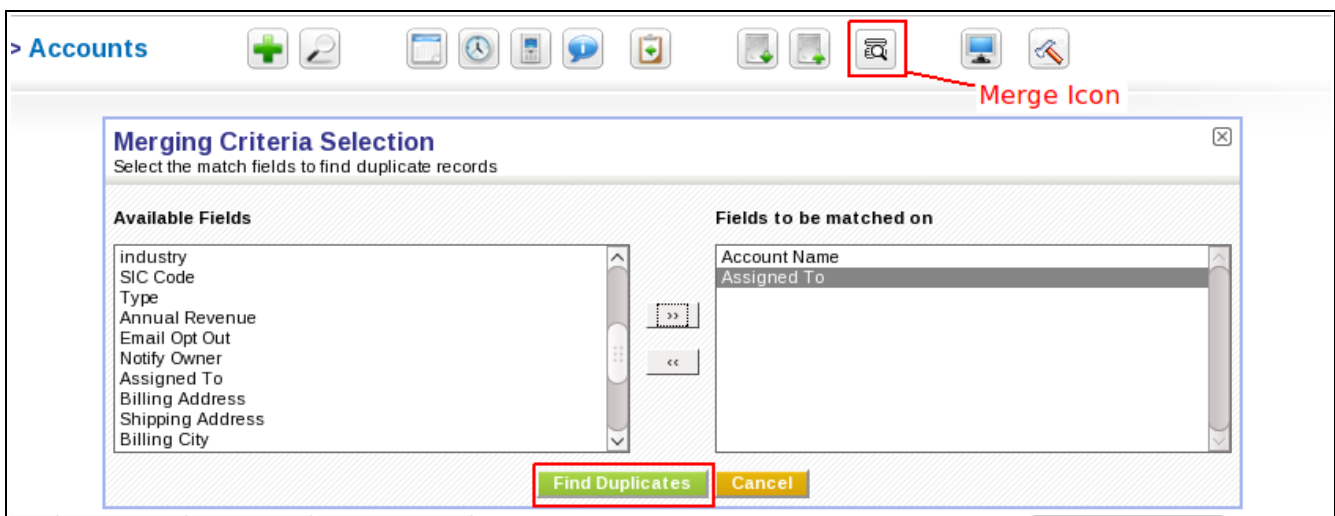 > Accounts
Merge Icon
Merging Criteria Selection
Select the match fields to find duplicate records
Available Fields
industry
SIC Code
Type
Annual Revenue
Email Opt Out
Notify Owner
Assigned To
Billing Address
Shipping Address
Billing City
>>
<<
Fields to be matched on
Account Name
Assigned To
Find Duplicates
Cancel